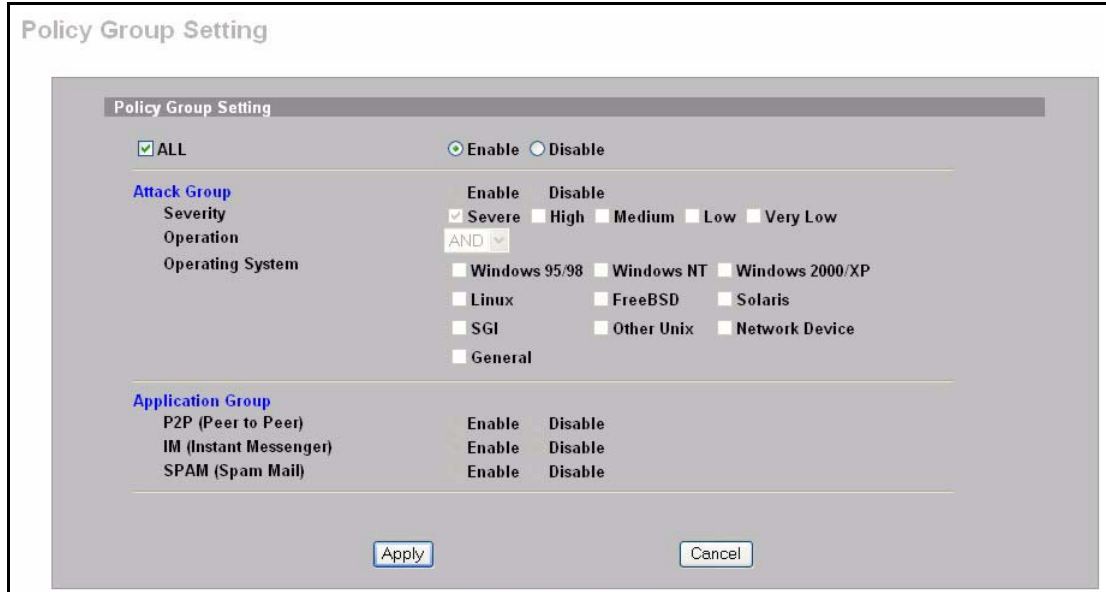 Policy Group Setting
Policy Group Setting
ALL Enable Disable
Attack Group Enable Disable
Severity Severe High Medium Low Very Low
Operation AND
Operating System Windows 95/98 Windows NT Windows 2000/XP
Linux FreeBSD Solaris
SGI Other Unix Network Device
General
Application Group
P2P (Peer to Peer) Enable Disable
IM (Instant Messenger) Enable Disable
SPAM (Spam Mail) Enable Disable
Apply Cancel